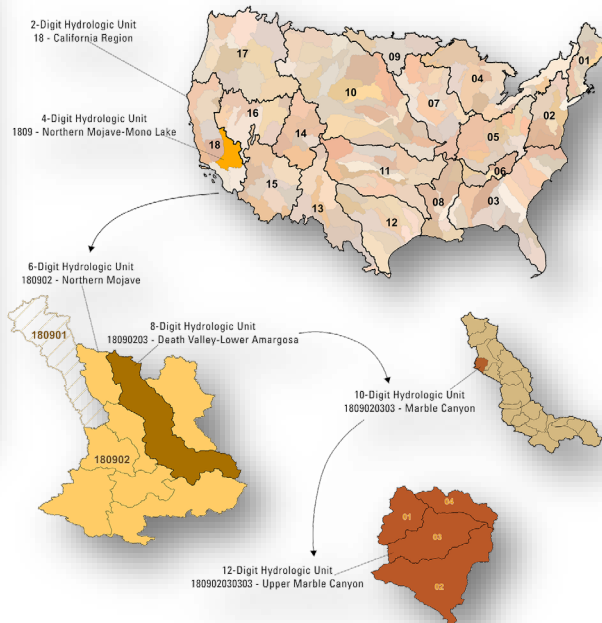 2-Digit Hydrologic Unit
18 - California Region
4-Digit Hydrologic Unit
1809 - Northern Mojave-Mono Lake
17
09
01
04
10
07
16
02
14
05
18
11
06
15
08
03
13
12
6-Digit Hydrologic Unit
180902 - Northern Mojave
8-Digit Hydrologic Unit
18090203 - Death Valley-Lower Amargosa
180901
180902
10-Digit Hydrologic Unit
1809020303 - Marble Canyon
04
01
03
02
12-Digit Hydrologic Unit
180902030303 - Upper Marble Canyon